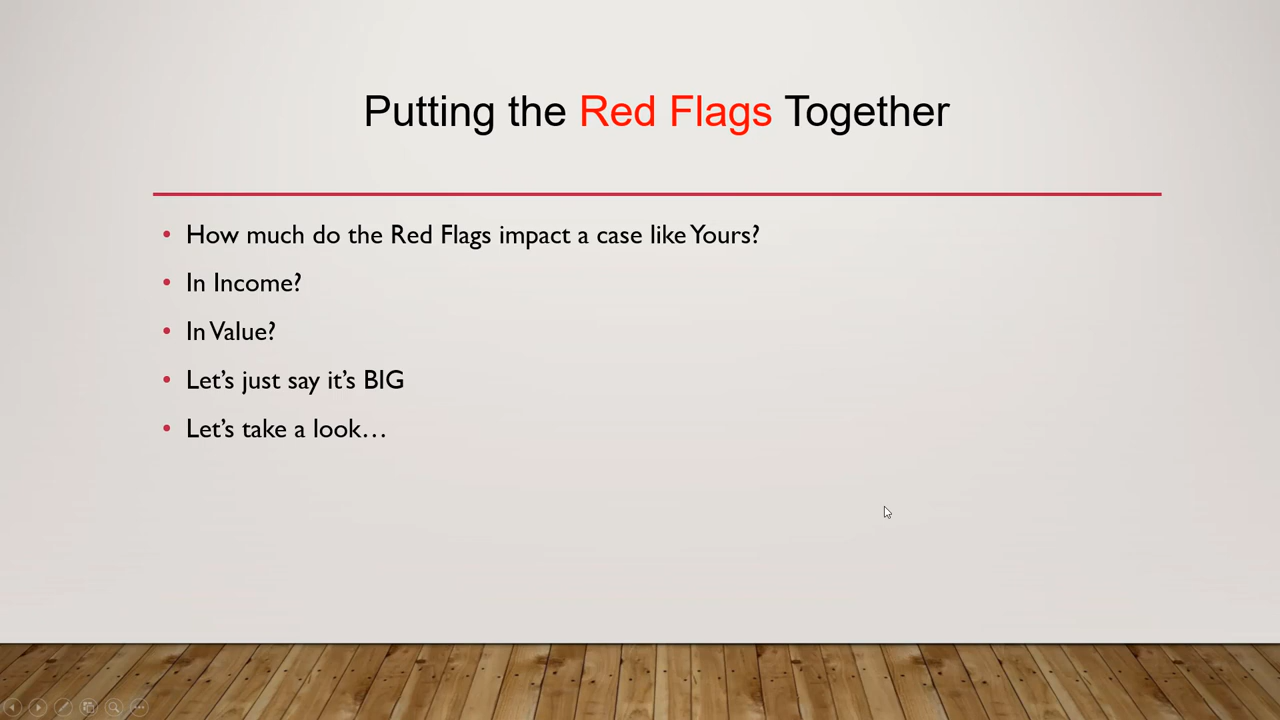 Putting the Red Flags Together
• How much do the Red Flags impact a case like Yours?
• In Income?
• In Value?
• Let’s just say it’s BIG
• Let’s take a look…